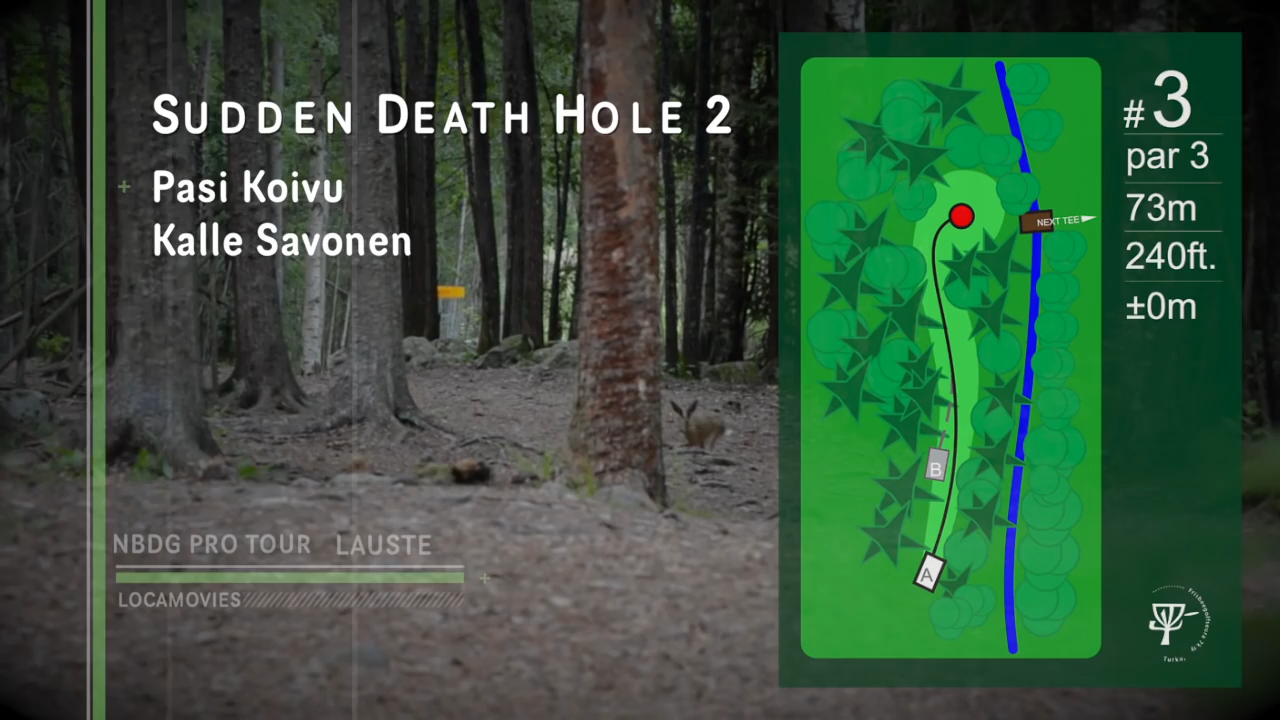 SUDDEN DEATH HOLE 2
Pasi Koivu
Kalle Savonen
NBDG PRO TOUR LAUSTE
LOCAMOVIES
#3
par 3
73m
240ft.
±0m
NEXT TEE
B
A
Turku